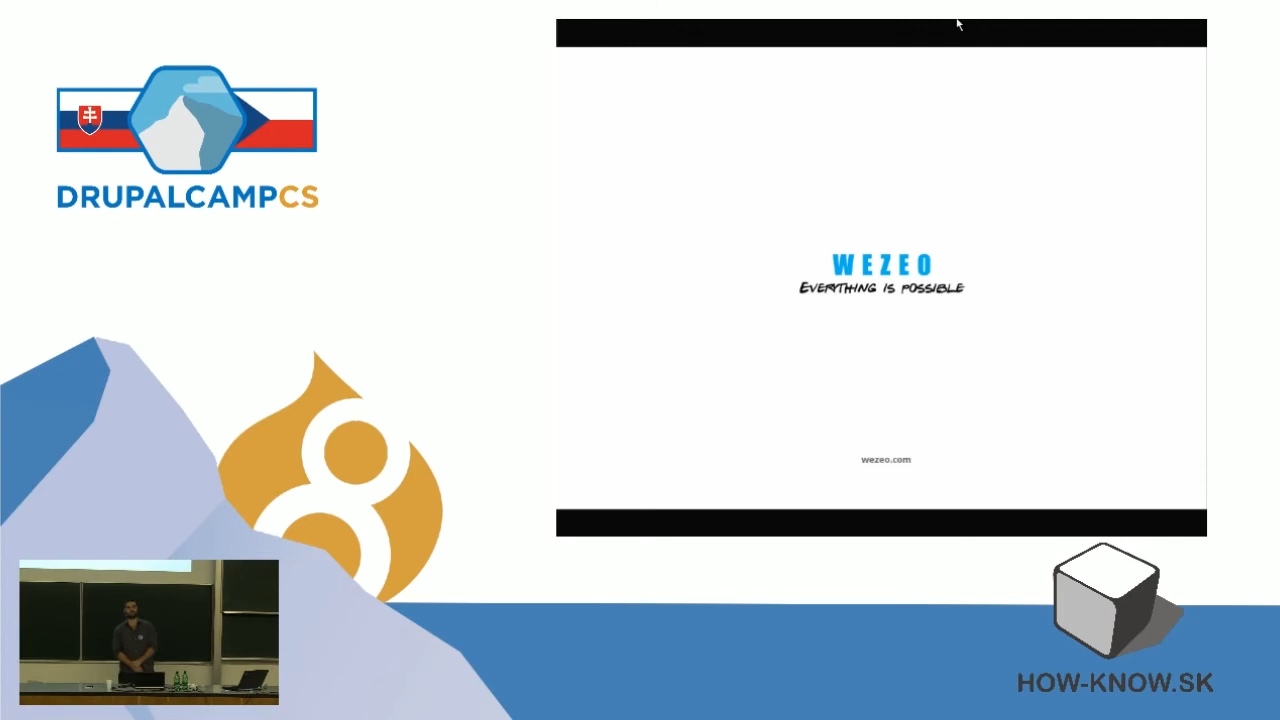 DRUPALCAMPCS
WEZEO
EVERYTHING IS POSSIBLE
wezeo.com
HOW-KNOW.SK